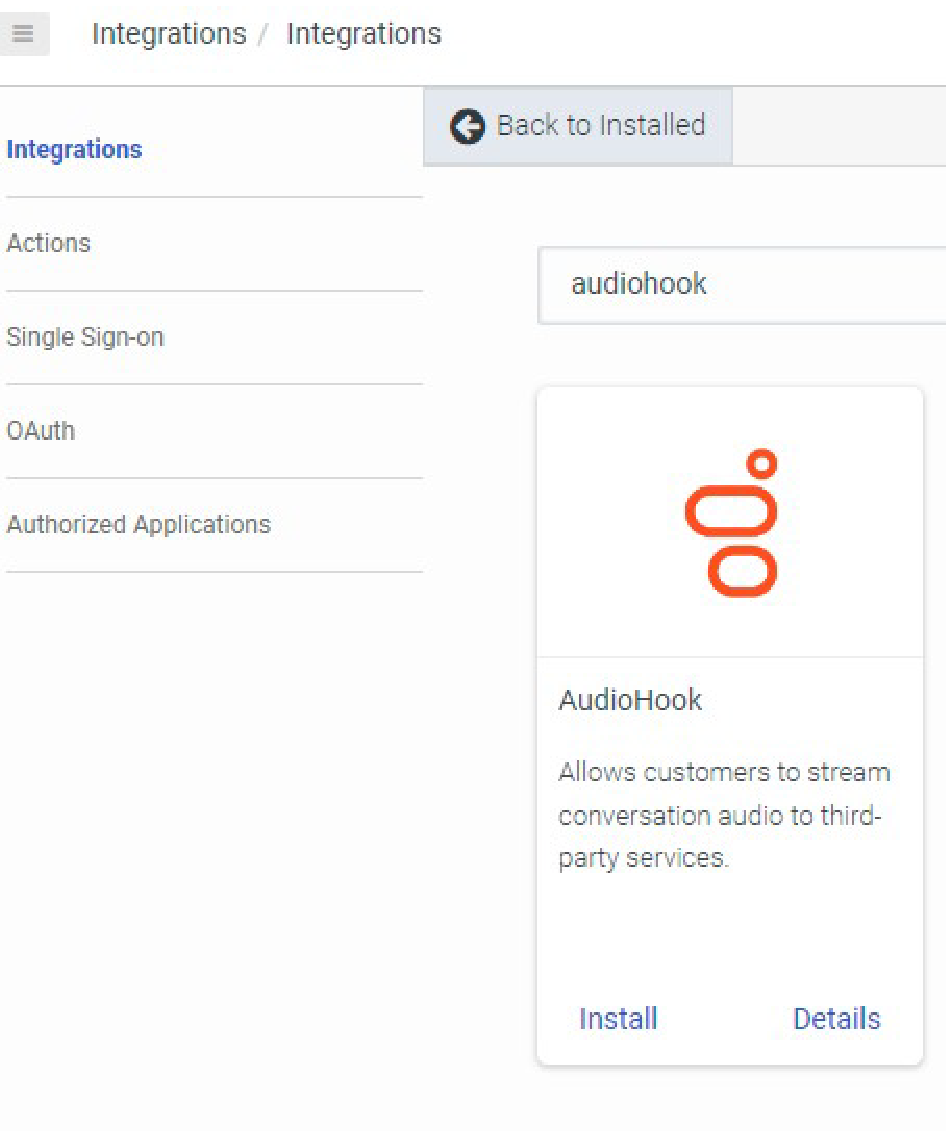 Integrations / Integrations
Back to Installed
Integrations
Actions
Single Sign-on
OAuth
Authorized Applications
audiohook
AudioHook
Allows customers to stream
conversation audio to third-
party services.
Install Details